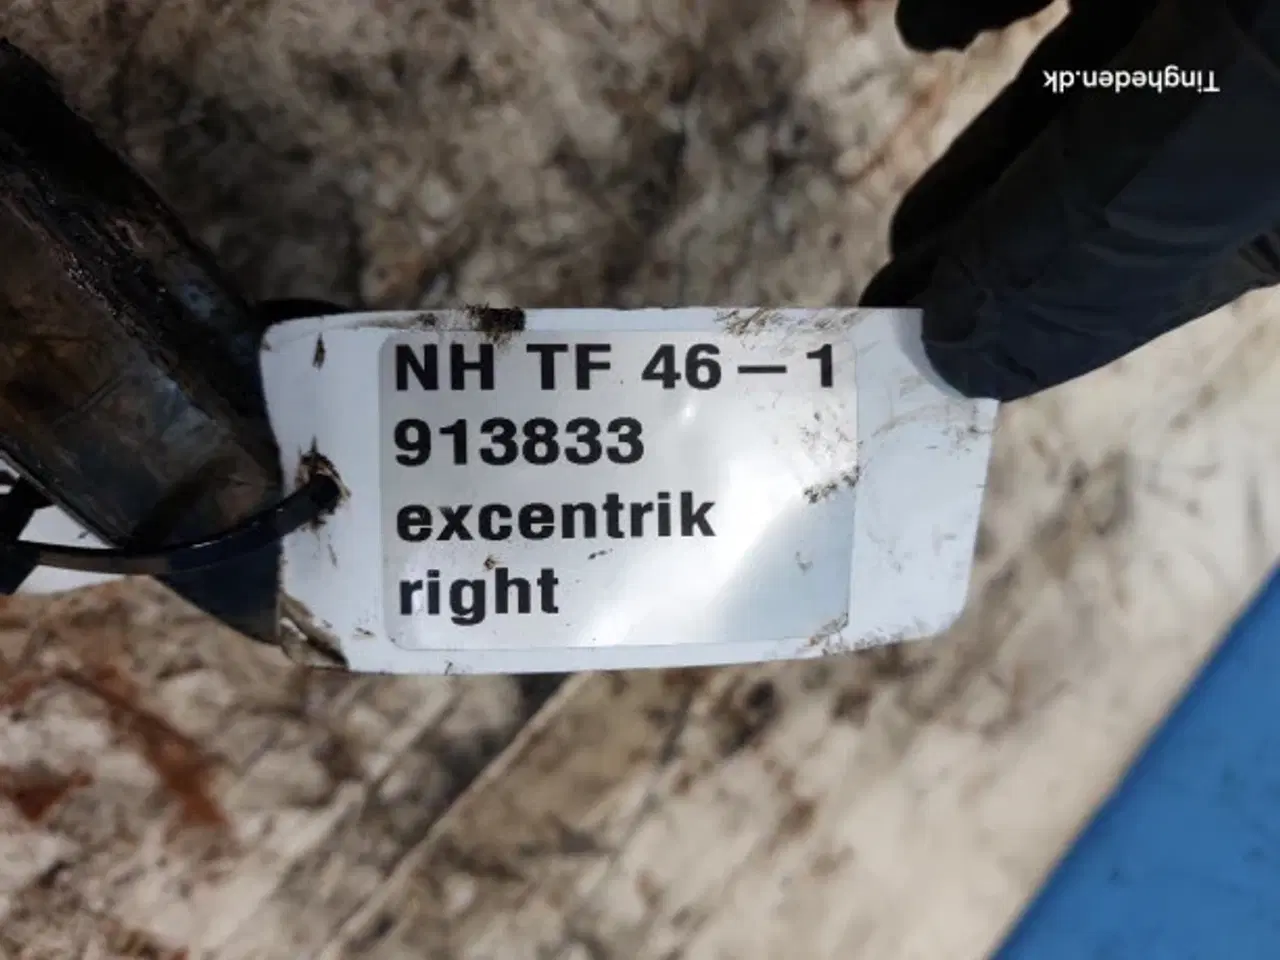 Tingheden.dk
NH TF 46 — 1
913833
excentrik
right